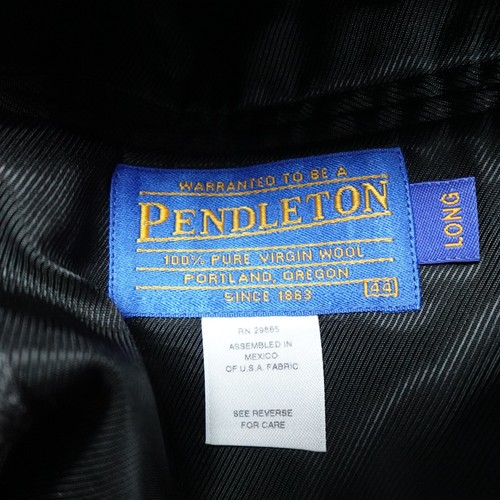 WARRANTED TO BE A
PENDLETON
100% PURE VIRGIN WOOL
PORTLAND, OREGON
SINCE 1863
44
LONG
RN 29685
ASSEMBLED IN
MEXICO
OF U.S.A. FABRIC
SEE REVERSE
FOR CARE